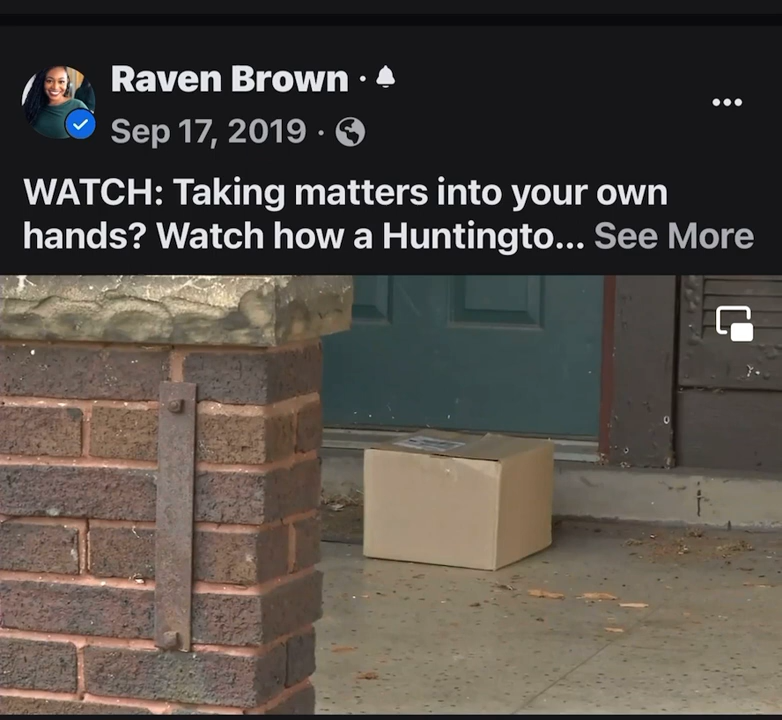 Raven Brown ·
Sep 17, 2019 ·
WATCH: Taking matters into your own
hands? Watch how a Huntingto... See More